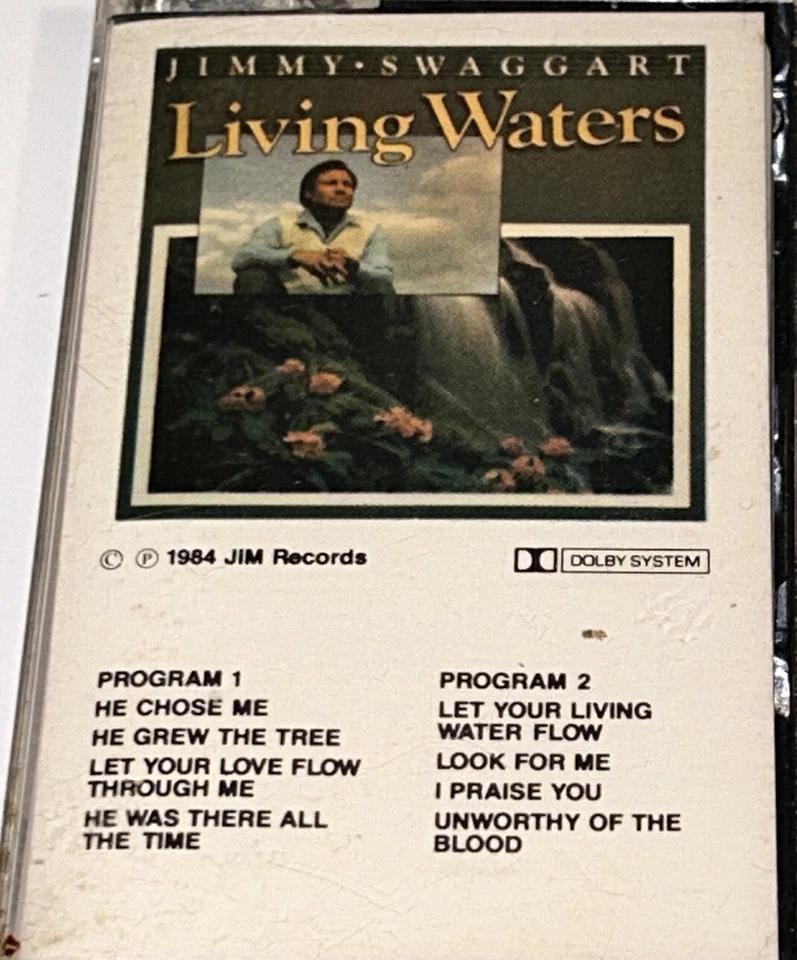 JIMMY·SWAGGART
Living Waters
© ℗ 1984 JIM Records
DOLBY SYSTEM
PROGRAM 1
HE CHOSE ME
HE GREW THE TREE
LET YOUR LOVE FLOW
THROUGH ME
HE WAS THERE ALL
THE TIME
PROGRAM 2
LET YOUR LIVING
WATER FLOW
LOOK FOR ME
I PRAISE YOU
UNWORTHY OF THE
BLOOD